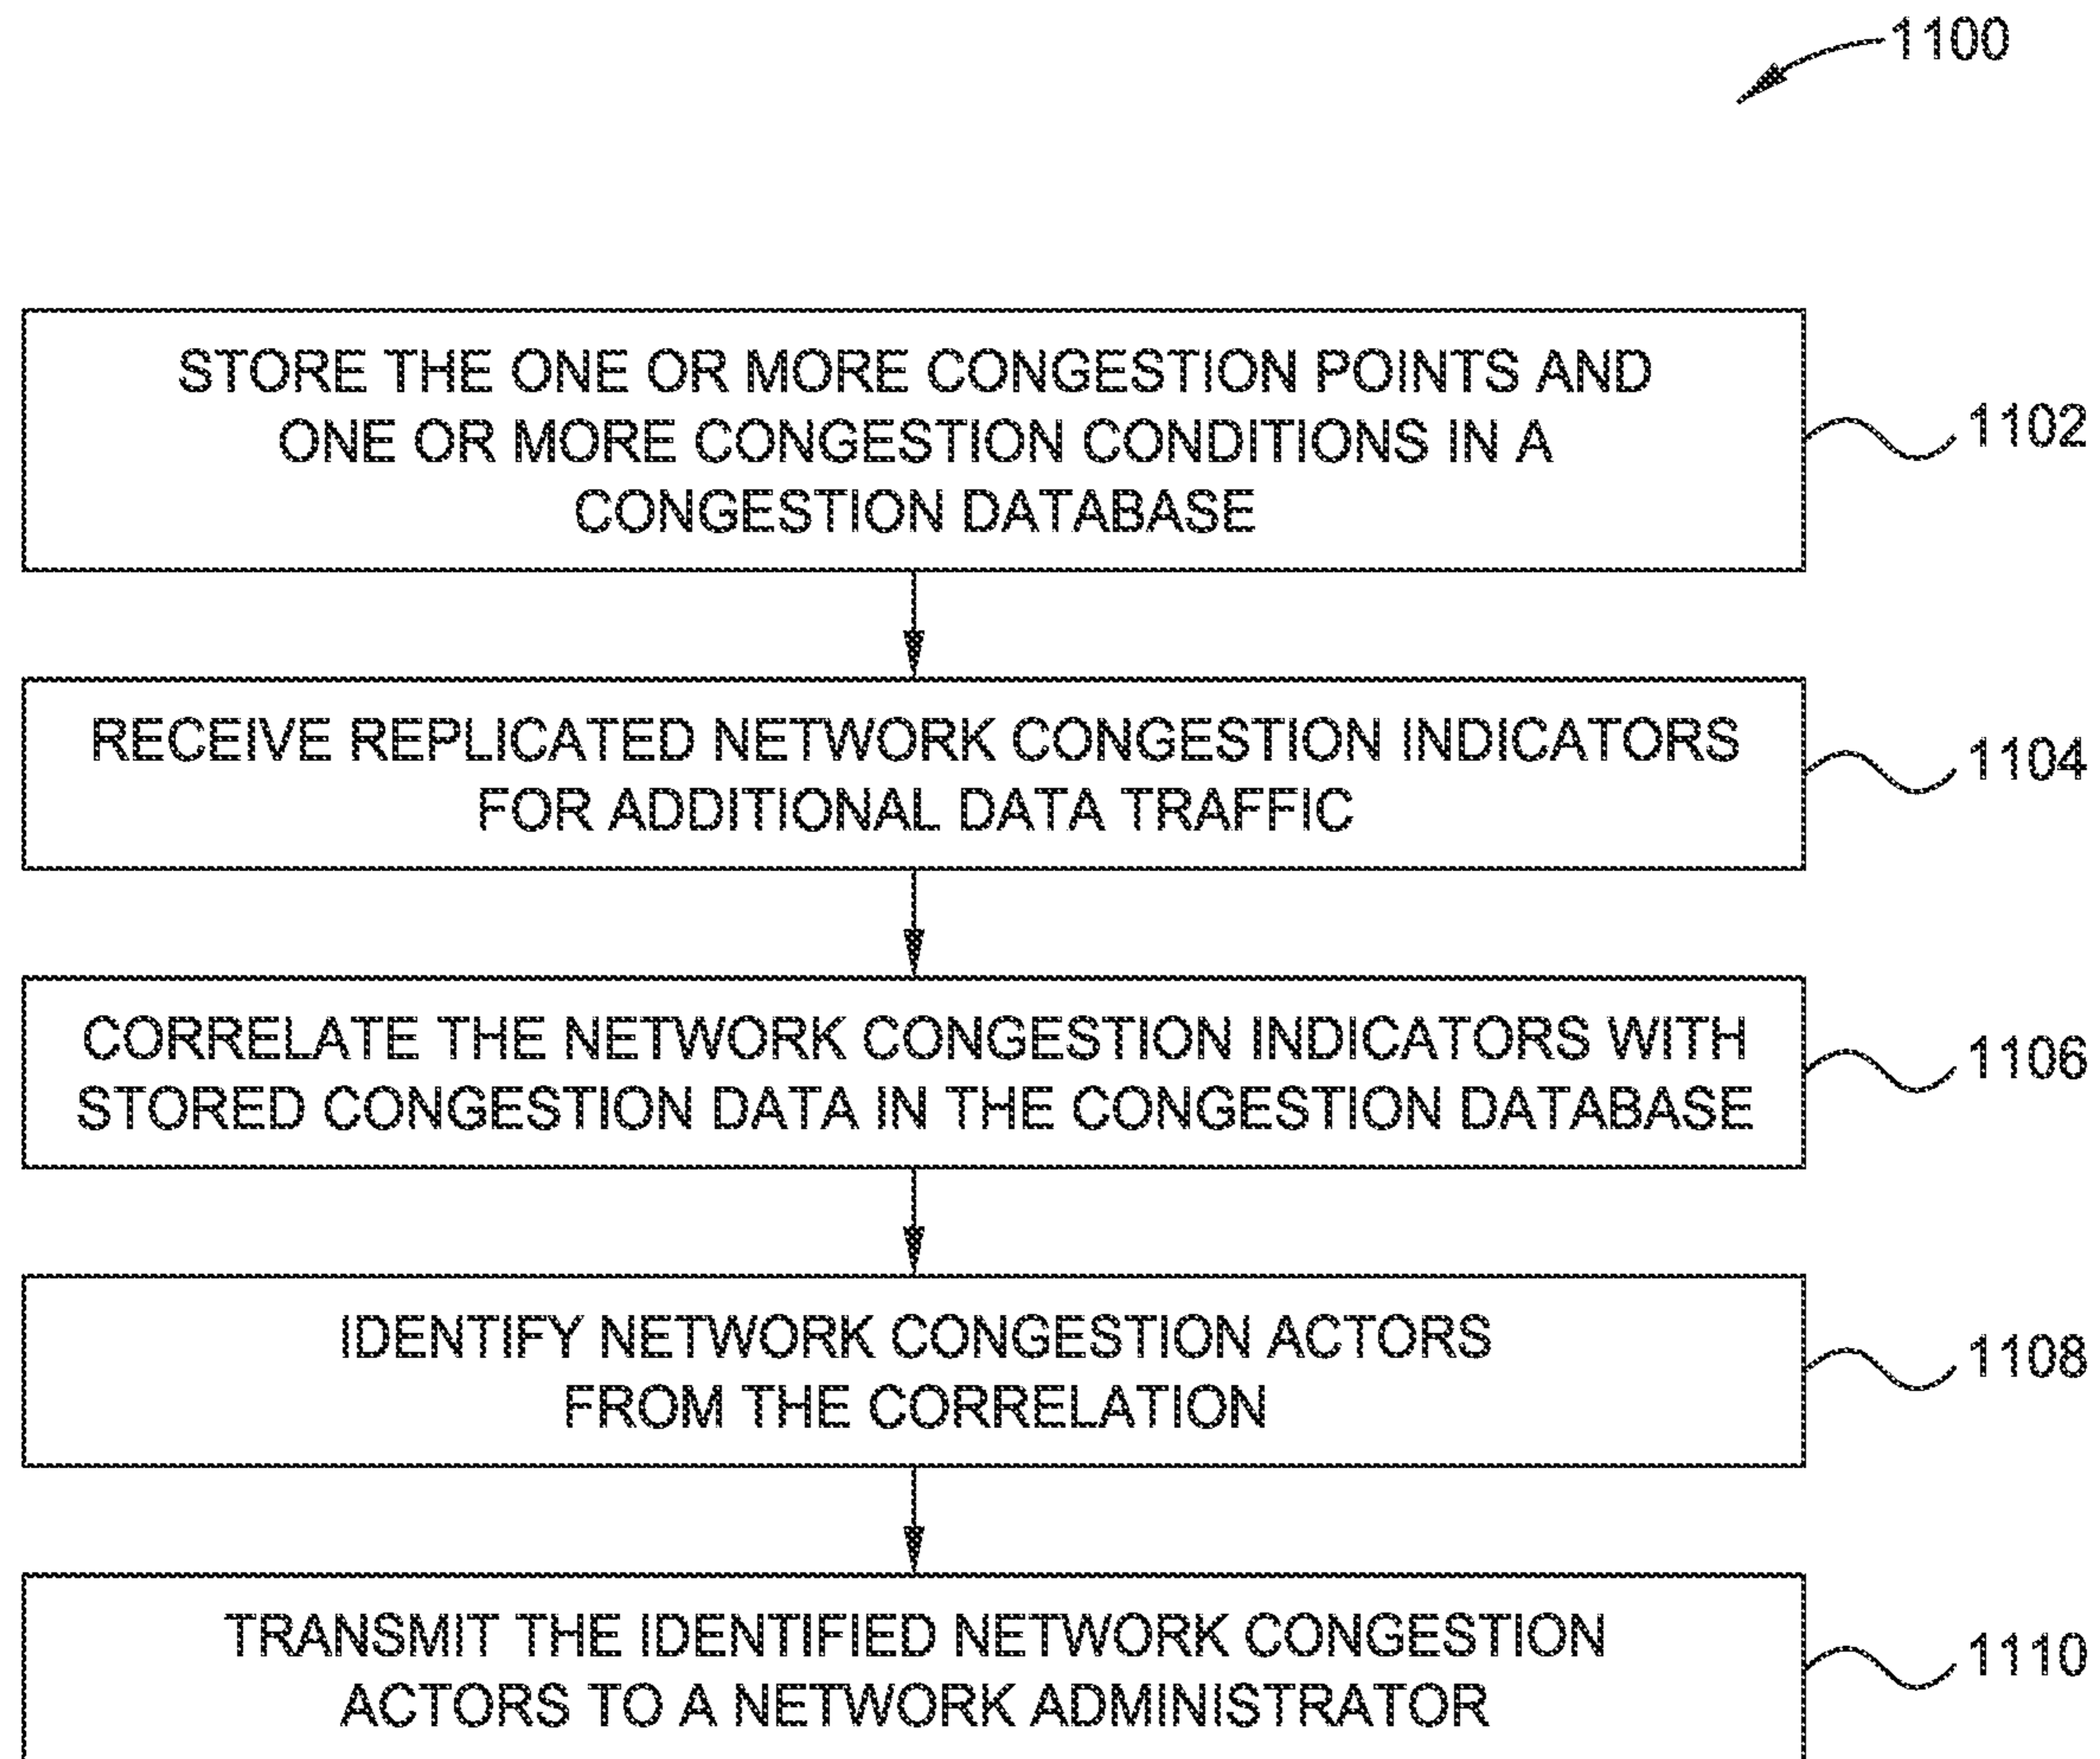 1100
STORE THE ONE OR MORE CONGESTION POINTS AND
ONE OR MORE CONGESTION CONDITIONS IN A
CONGESTION DATABASE
1102
RECEIVE REPLICATED NETWORK CONGESTION INDICATORS
FOR ADDITIONAL DATA TRAFFIC
1104
CORRELATE THE NETWORK CONGESTION INDICATORS WITH
STORED CONGESTION DATA IN THE CONGESTION DATABASE
1106
IDENTIFY NETWORK CONGESTION ACTORS
FROM THE CORRELATION
1108
TRANSMIT THE IDENTIFIED NETWORK CONGESTION
ACTORS TO A NETWORK ADMINISTRATOR
1110